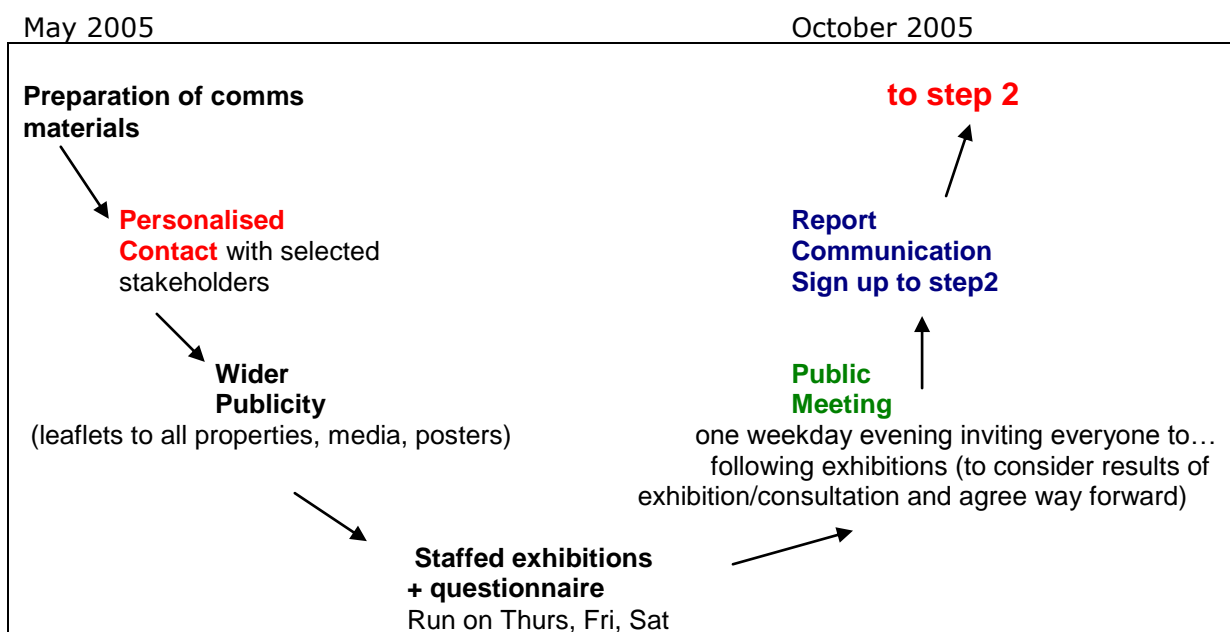 May 2005
October 2005
Preparation of comms
materials
to step 2
Personalised
Contact with selected
stakeholders
Report
Communication
Sign up to step2
Wider
Publicity
(leaflets to all properties, media, posters)
Public
Meeting
one weekday evening inviting everyone to…
following exhibitions (to consider results of
exhibition/consultation and agree way forward)
Staffed exhibitions
+ questionnaire
Run on Thurs, Fri, Sat